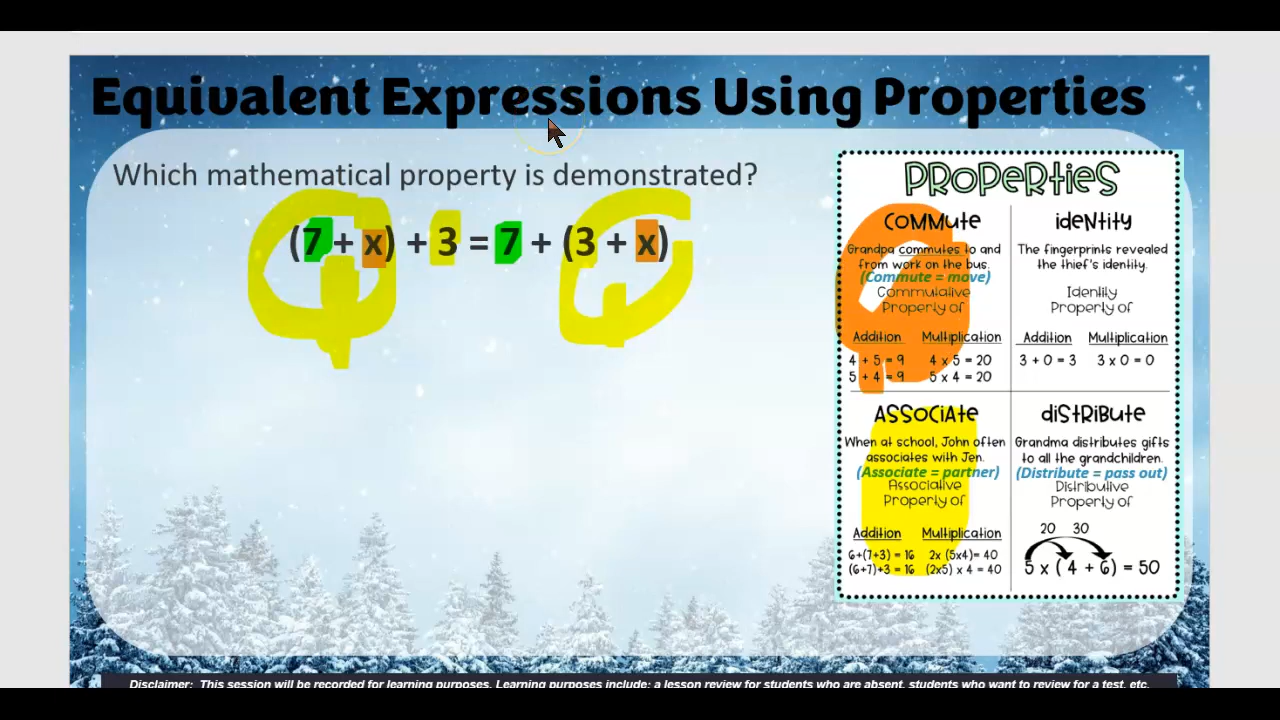 Equivalent Expressions Using Properties
Which mathematical property is demonstrated?
(7 + x) + 3 = 7 + (3 + x)
PROPERTIES
COMMUTE
Grandpa commutes to and
from work on the bus.
(Commute = move)
Commutative
Property of
Addition Multiplication
4 + 5 = 9 4 x 5 = 20
5 + 4 = 9 5 x 4 = 20
identity
The fingerprints revealed
the thief's identity.
Identity
Property of
Addition Multiplication
3 + 0 = 3 3 x 0 = 0
ASSOCIAtE
When at school, John often
associates with Jen.
(Associate = partner)
Associative
Property of
Addition Multiplication
6+(7+3) = 16 2x (5x4)= 40
(6+7)+3 = 16 (2x5) x 4 = 40
diSTRiBUtE
Grandma distributes gifts
to all the grandchildren.
(Distribute = pass out)
Distributive
Property of
20 30
5 x ( 4 + 6) = 50
Disclaimer: This session will be recorded for learning purposes. Learning purposes include: a lesson review for students who are absent, students who want to review for a test, etc.